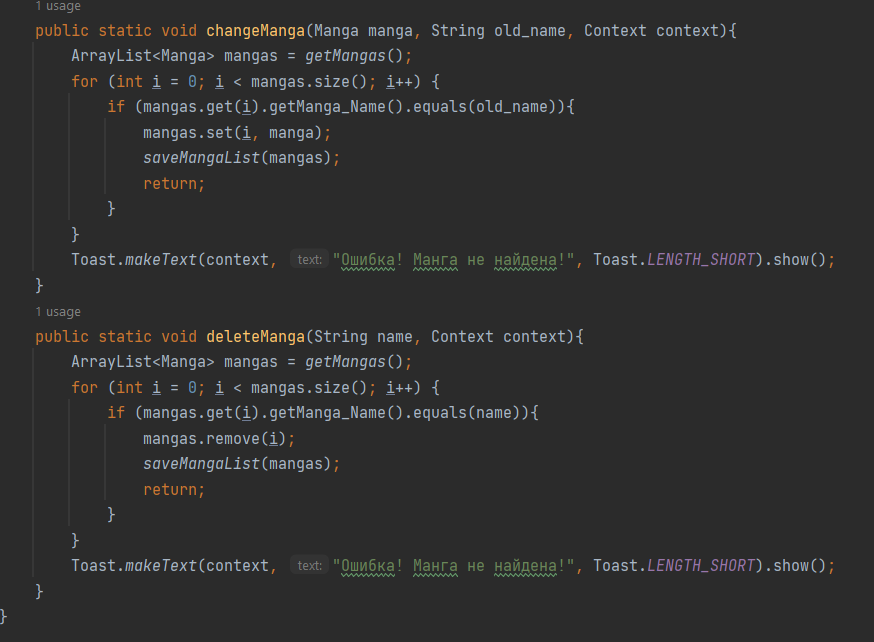 1 usage
public static void changeManga(Manga manga, String old_name, Context context){
ArrayList<Manga> mangas = getMangas();
for (int i = 0; i < mangas.size(); i++) {
if (mangas.get(i).getManga_Name().equals(old_name)){
mangas.set(i, manga);
saveMangaList(mangas);
return;
}
}
Toast.makeText(context, text: "Ошибка! Манга не найдена!", Toast.LENGTH_SHORT).show();
}
1 usage
public static void deleteManga(String name, Context context){
ArrayList<Manga> mangas = getMangas();
for (int i = 0; i < mangas.size(); i++) {
if (mangas.get(i).getManga_Name().equals(name)){
mangas.remove(i);
saveMangaList(mangas);
return;
}
}
Toast.makeText(context, text: "Ошибка! Манга не найдена!", Toast.LENGTH_SHORT).show();
}
}